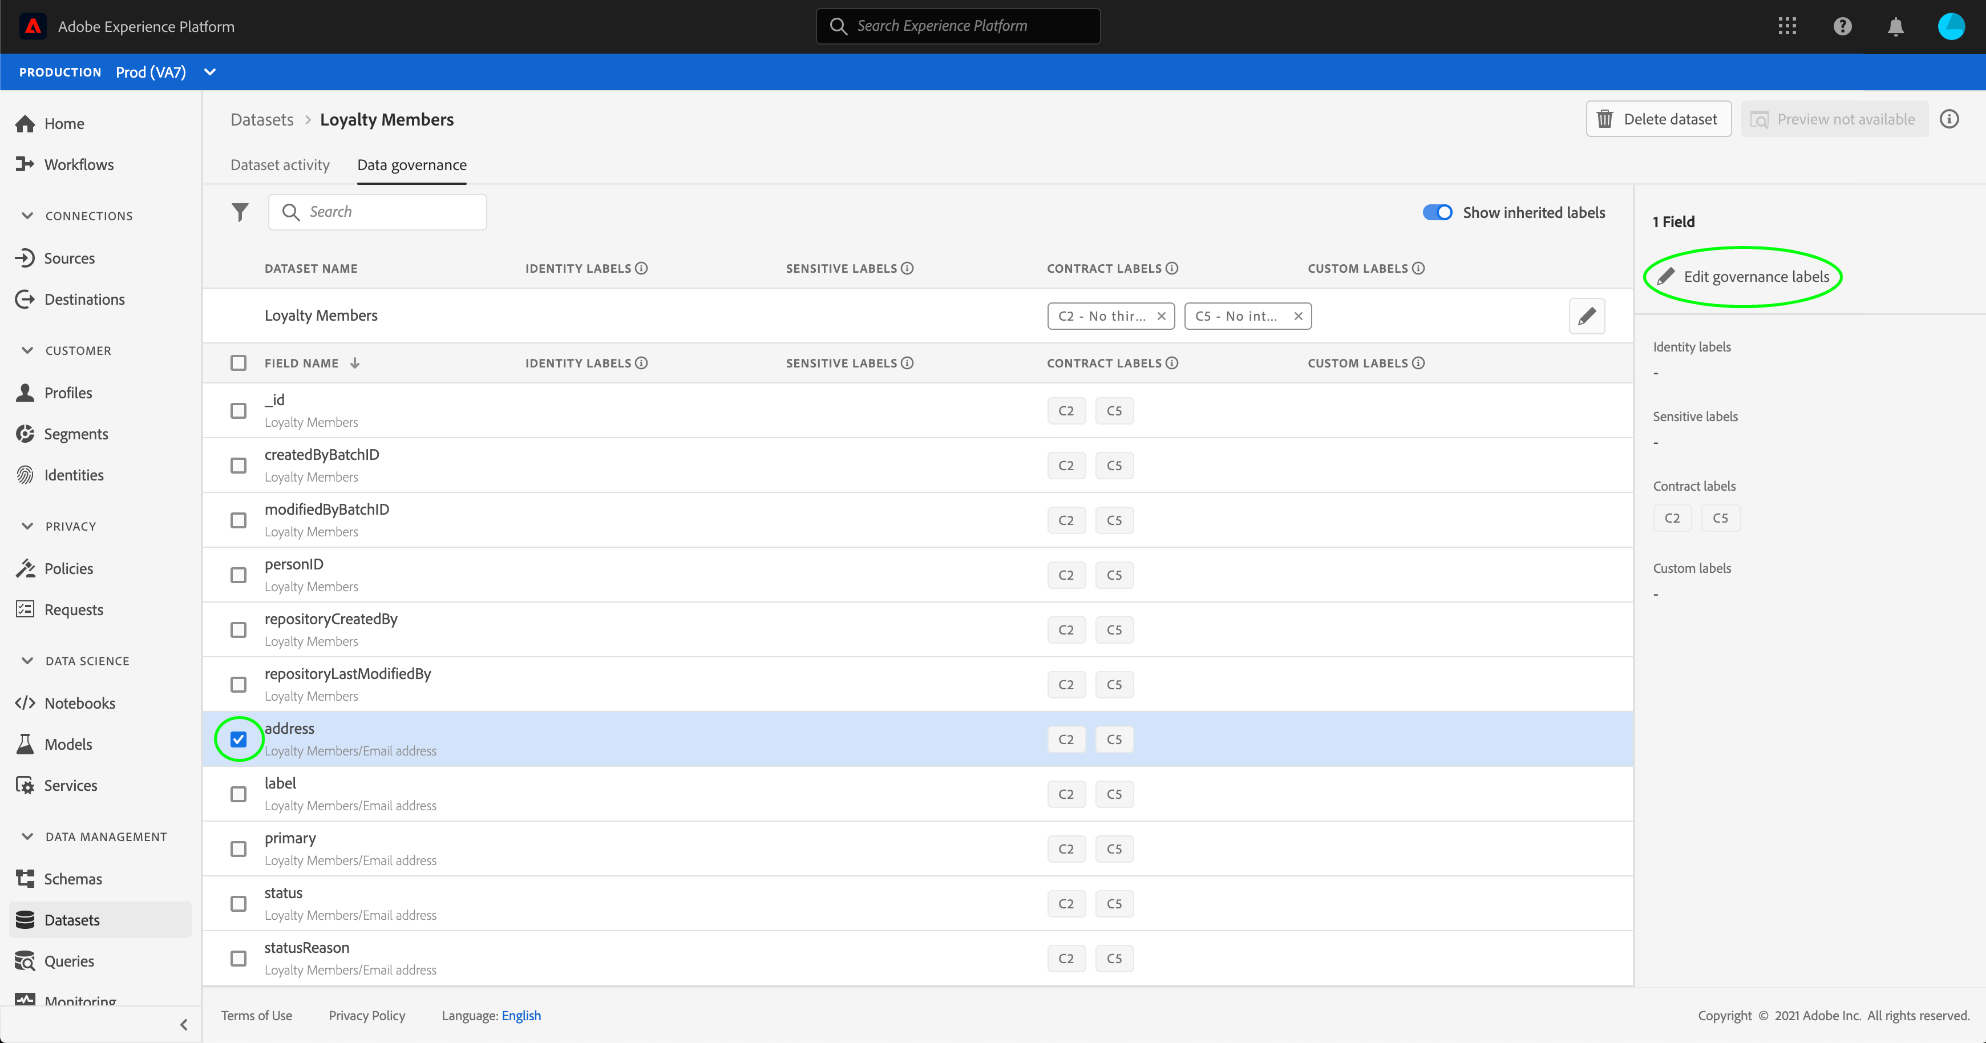 Adobe Experience Platform
Search Experience Platform
PRODUCTION Prod (VA7)
Home
Workflows
CONNECTIONS
Sources
Destinations
CUSTOMER
Profiles
Segments
Identities
PRIVACY
Policies
Requests
DATA SCIENCE
Notebooks
Models
Services
DATA MANAGEMENT
Schemas
Datasets
Queries
Monitoring
Datasets > Loyalty Members
Delete dataset
Preview not available
Dataset activity Data governance
Search
Show inherited labels
DATASET NAME IDENTITY LABELS SENSITIVE LABELS CONTRACT LABELS CUSTOM LABELS
Loyalty Members C2 - No thir... × C5 - No int... ×
FIELD NAME IDENTITY LABELS SENSITIVE LABELS CONTRACT LABELS CUSTOM LABELS
_id
Loyalty Members
C2 C5
createdByBatchID
Loyalty Members
C2 C5
modifiedByBatchID
Loyalty Members
C2 C5
personID
Loyalty Members
C2 C5
repositoryCreatedBy
Loyalty Members
C2 C5
repositoryLastModifiedBy
Loyalty Members
C2 C5
address
Loyalty Members/Email address
C2 C5
label
Loyalty Members/Email address
C2 C5
primary
Loyalty Members/Email address
C2 C5
status
Loyalty Members/Email address
C2 C5
statusReason
Loyalty Members/Email address
C2 C5
1 Field
Edit governance labels
Identity labels
-
Sensitive labels
-
Contract labels
C2 C5
Custom labels
-
Terms of Use Privacy Policy Language: English
Copyright © 2021 Adobe Inc. All rights reserved.